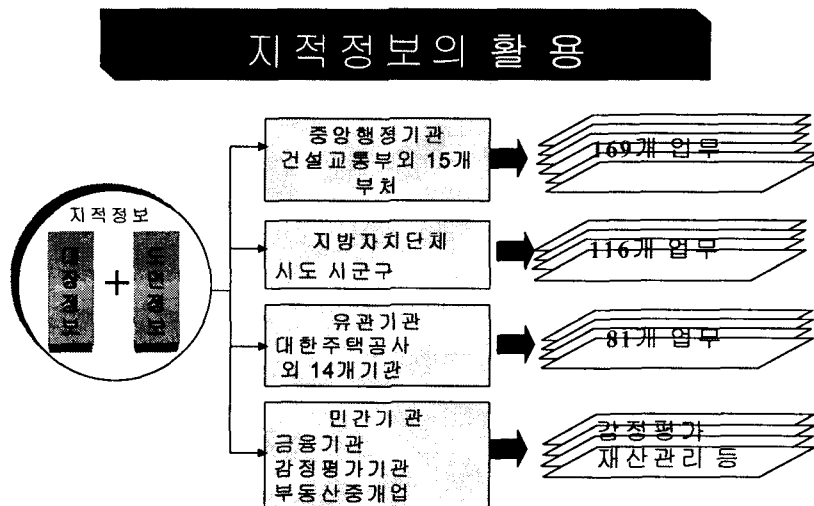 지적정보의 활용
중앙행정기관
건설교통부외 15개
부처
169개 업무
지적정보
대장정보
+
도면정보
지방자치단체
시도 시군구
116개 업무
유관기관
대한주택공사
외 14개기관
81개 업무
민간기관
금융기관
감정평가기관
부동산중개업
감정평가
재산관리 등